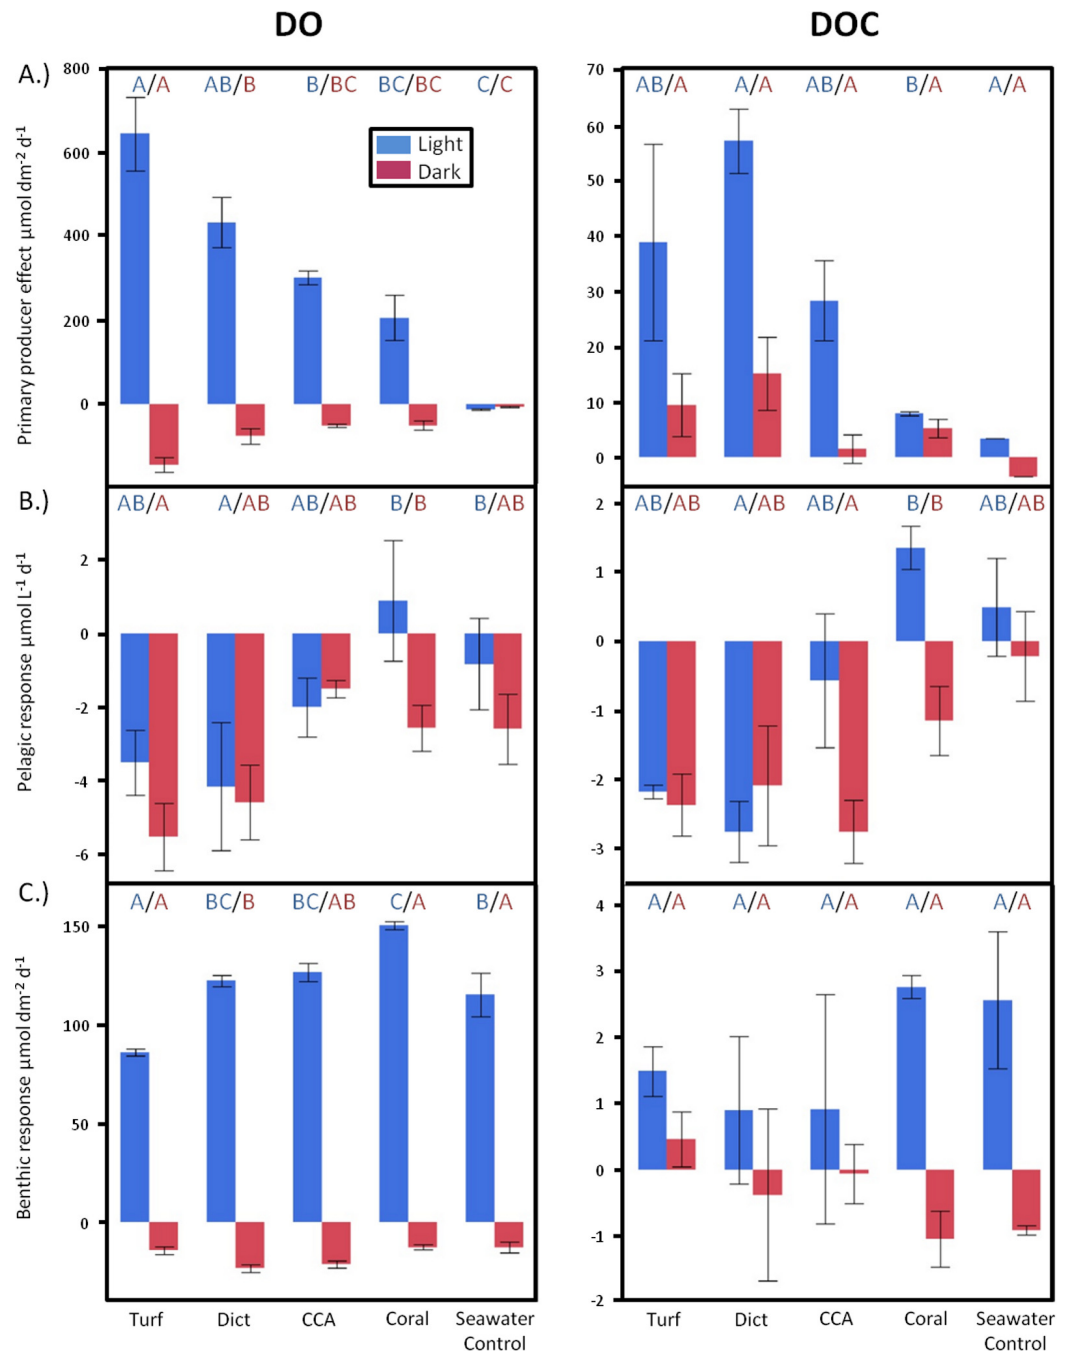 DO DOC
A.)
Primary producer effect µmol dm-2 d-1
800
600
400
200
0
A/A AB/B B/BC BC/BC C/C
Light
Dark
70
60
50
40
30
20
10
0
AB/A A/A AB/A B/A A/A
B.)
Pelagic response µmol L-1 d-1
2
0
-2
-4
-6
AB/A A/AB AB/AB B/B B/AB
2
1
0
-1
-2
-3
AB/AB A/AB AB/A B/B AB/AB
C.)
Benthic response µmol dm-2 d-1
150
100
50
0
A/A BC/B BC/AB C/A B/A
4
3
2
1
0
-1
-2
A/A A/A A/A A/A A/A
Turf Dict CCA Coral Seawater
Control
Turf Dict CCA Coral Seawater
Control